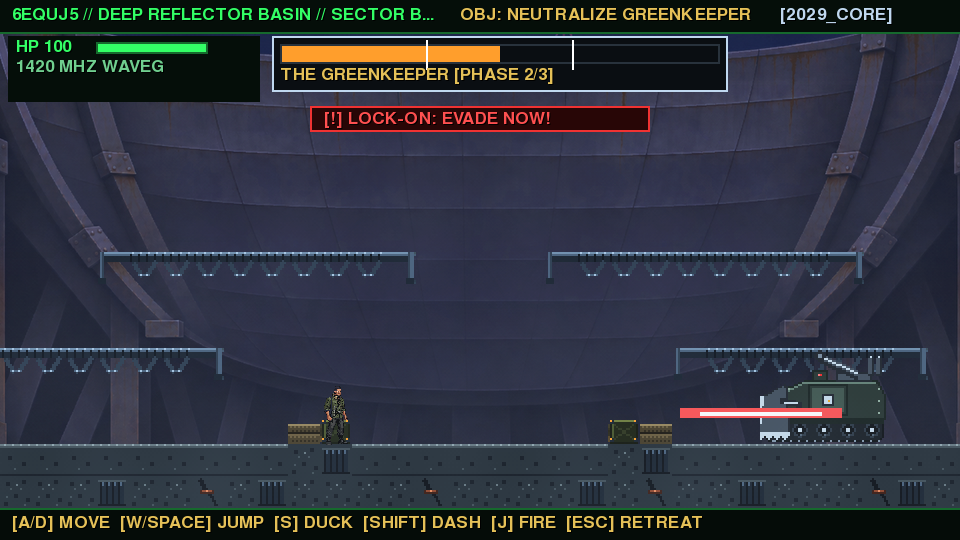 6EQUJ5 // DEEP REFLECTOR BASIN // SECTOR B... OBJ: NEUTRALIZE GREENKEEPER [2029_CORE]
HP 100
1420 MHZ WAVEG
THE GREENKEEPER [PHASE 2/3]
[!] LOCK-ON: EVADE NOW!
[A/D] MOVE [W/SPACE] JUMP [S] DUCK [SHIFT] DASH [J] FIRE [ESC] RETREAT